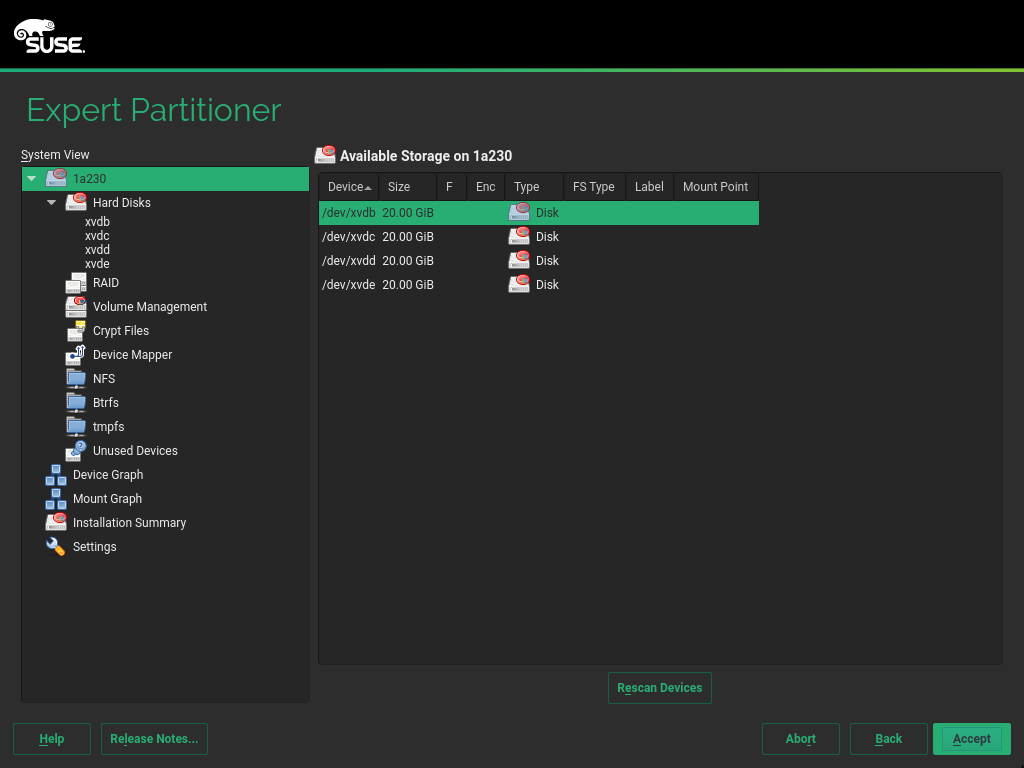 SUSE
Expert Partitioner
System View
1a230
Hard Disks
xvdb
xvdc
xvdd
xvde
RAID
Volume Management
Crypt Files
Device Mapper
NFS
Btrfs
tmpfs
Unused Devices
Device Graph
Mount Graph
Installation Summary
Settings
Available Storage on 1a230
Device Size F Enc Type FS Type Label Mount Point
/dev/xvdb 20.00 GiB Disk
/dev/xvdc 20.00 GiB Disk
/dev/xvdd 20.00 GiB Disk
/dev/xvde 20.00 GiB Disk
Rescan Devices
Help Release Notes... Abort Back Accept